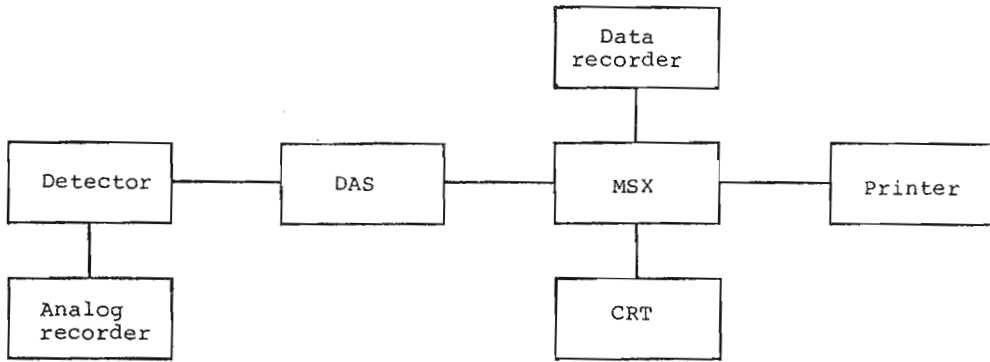 Data
recorder
Detector
DAS
MSX
Printer
Analog
recorder
CRT